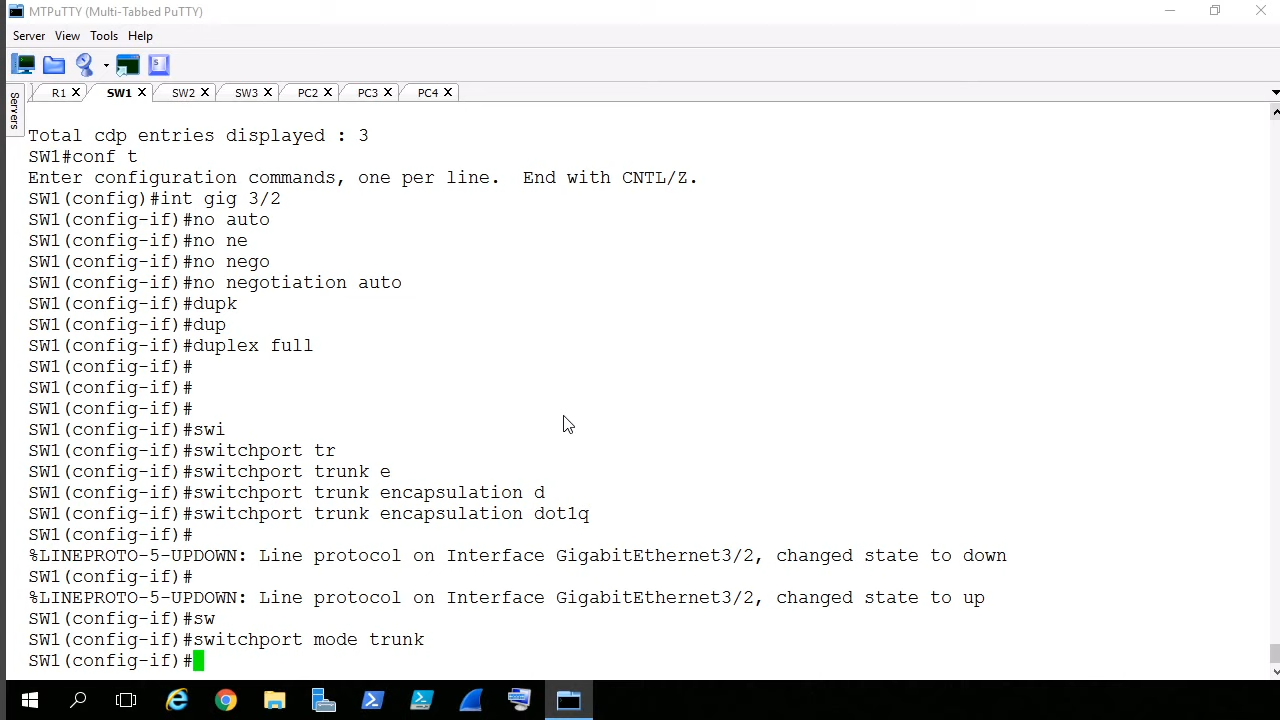 MTPuTTY (Multi-Tabbed PuTTY)
Server View Tools Help
Servers
R1 SW1 SW2 SW3 PC2 PC3 PC4
Total cdp entries displayed : 3
SW1#conf t
Enter configuration commands, one per line.  End with CNTL/Z.
SW1(config)#int gig 3/2
SW1(config-if)#no auto
SW1(config-if)#no ne
SW1(config-if)#no nego
SW1(config-if)#no negotiation auto
SW1(config-if)#dupk
SW1(config-if)#dup
SW1(config-if)#duplex full
SW1(config-if)#
SW1(config-if)#
SW1(config-if)#
SW1(config-if)#swi
SW1(config-if)#switchport tr
SW1(config-if)#switchport trunk e
SW1(config-if)#switchport trunk encapsulation d
SW1(config-if)#switchport trunk encapsulation dot1q
SW1(config-if)#
%LINEPROTO-5-UPDOWN: Line protocol on Interface GigabitEthernet3/2, changed state to down
SW1(config-if)#
%LINEPROTO-5-UPDOWN: Line protocol on Interface GigabitEthernet3/2, changed state to up
SW1(config-if)#sw
SW1(config-if)#switchport mode trunk
SW1(config-if)#